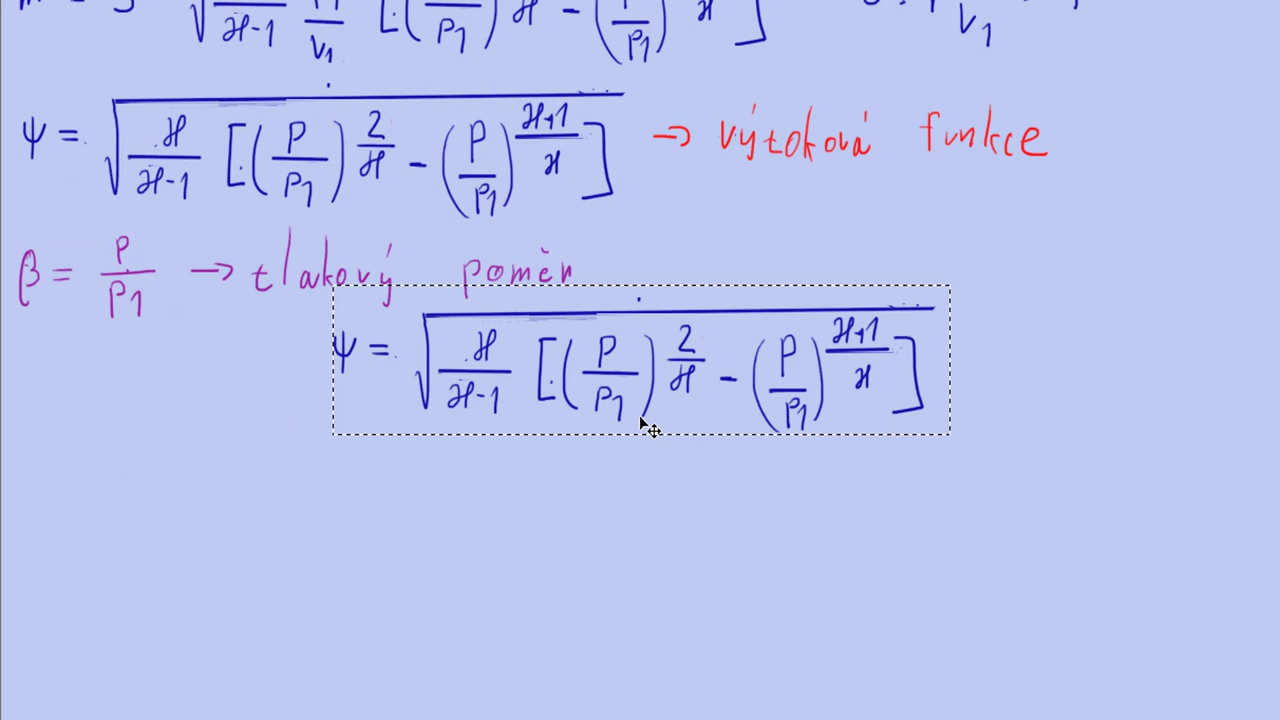 ψ = √(ϰ/(ϰ-1) [(P/P1)^(2/ϰ) - (P/P1)^((ϰ+1)/ϰ)]) → výtoková funkce
β = P/P1 → tlakový poměr
ψ = √(ϰ/(ϰ-1) [(P/P1)^(2/ϰ) - (P/P1)^((ϰ+1)/ϰ)])